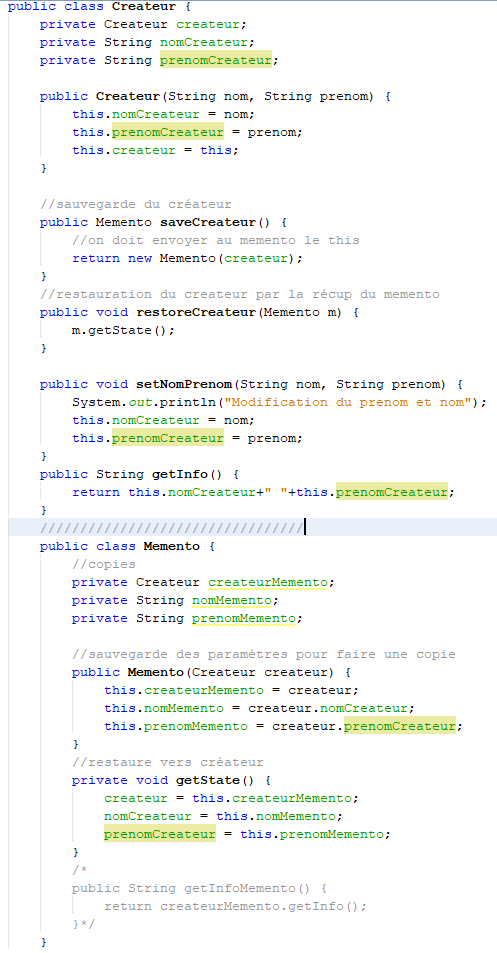 public class Createur {
    private Createur createur;
    private String nomCreateur;
    private String prenomCreateur;

    public Createur(String nom, String prenom) {
        this.nomCreateur = nom;
        this.prenomCreateur = prenom;
        this.createur = this;
    }

    //sauvegarde du créateur
    public Memento saveCreateur() {
        //on doit envoyer au memento le this
        return new Memento(createur);
    }
    //restauration du createur par la récup du memento
    public void restoreCreateur(Memento m) {
        m.getState();
    }

    public void setNomPrenom(String nom, String prenom) {
        System.out.println("Modification du prenom et nom");
        this.nomCreateur = nom;
        this.prenomCreateur = prenom;
    }
    public String getInfo() {
        return this.nomCreateur+" "+this.prenomCreateur;
    }
    /////////////////////////////////
    public class Memento {
        //copies
        private Createur createurMemento;
        private String nomMemento;
        private String prenomMemento;

        //sauvegarde des paramètres pour faire une copie
        public Memento(Createur createur) {
            this.createurMemento = createur;
            this.nomMemento = createur.nomCreateur;
            this.prenomMemento = createur.prenomCreateur;
        }
        //restaure vers créateur
        private void getState() {
            createur = this.createurMemento;
            nomCreateur = this.nomMemento;
            prenomCreateur = this.prenomMemento;
        }
        /*
        public String getInfoMemento() {
            return createurMemento.getInfo();
        }*/
    }